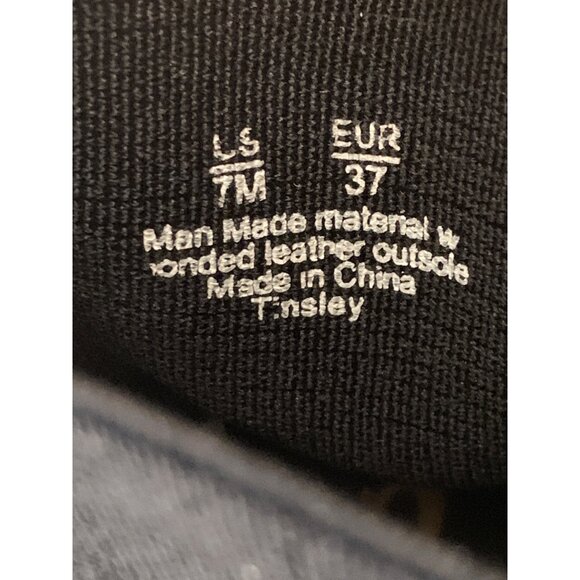 US EUR
7M 37
Man Made material w
bonded leather outsole
Made in China
Tinsley